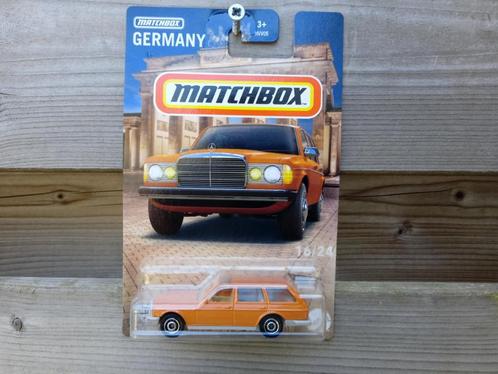 MATCHBOX
GERMANY
3+
MATCHBOX
16/24